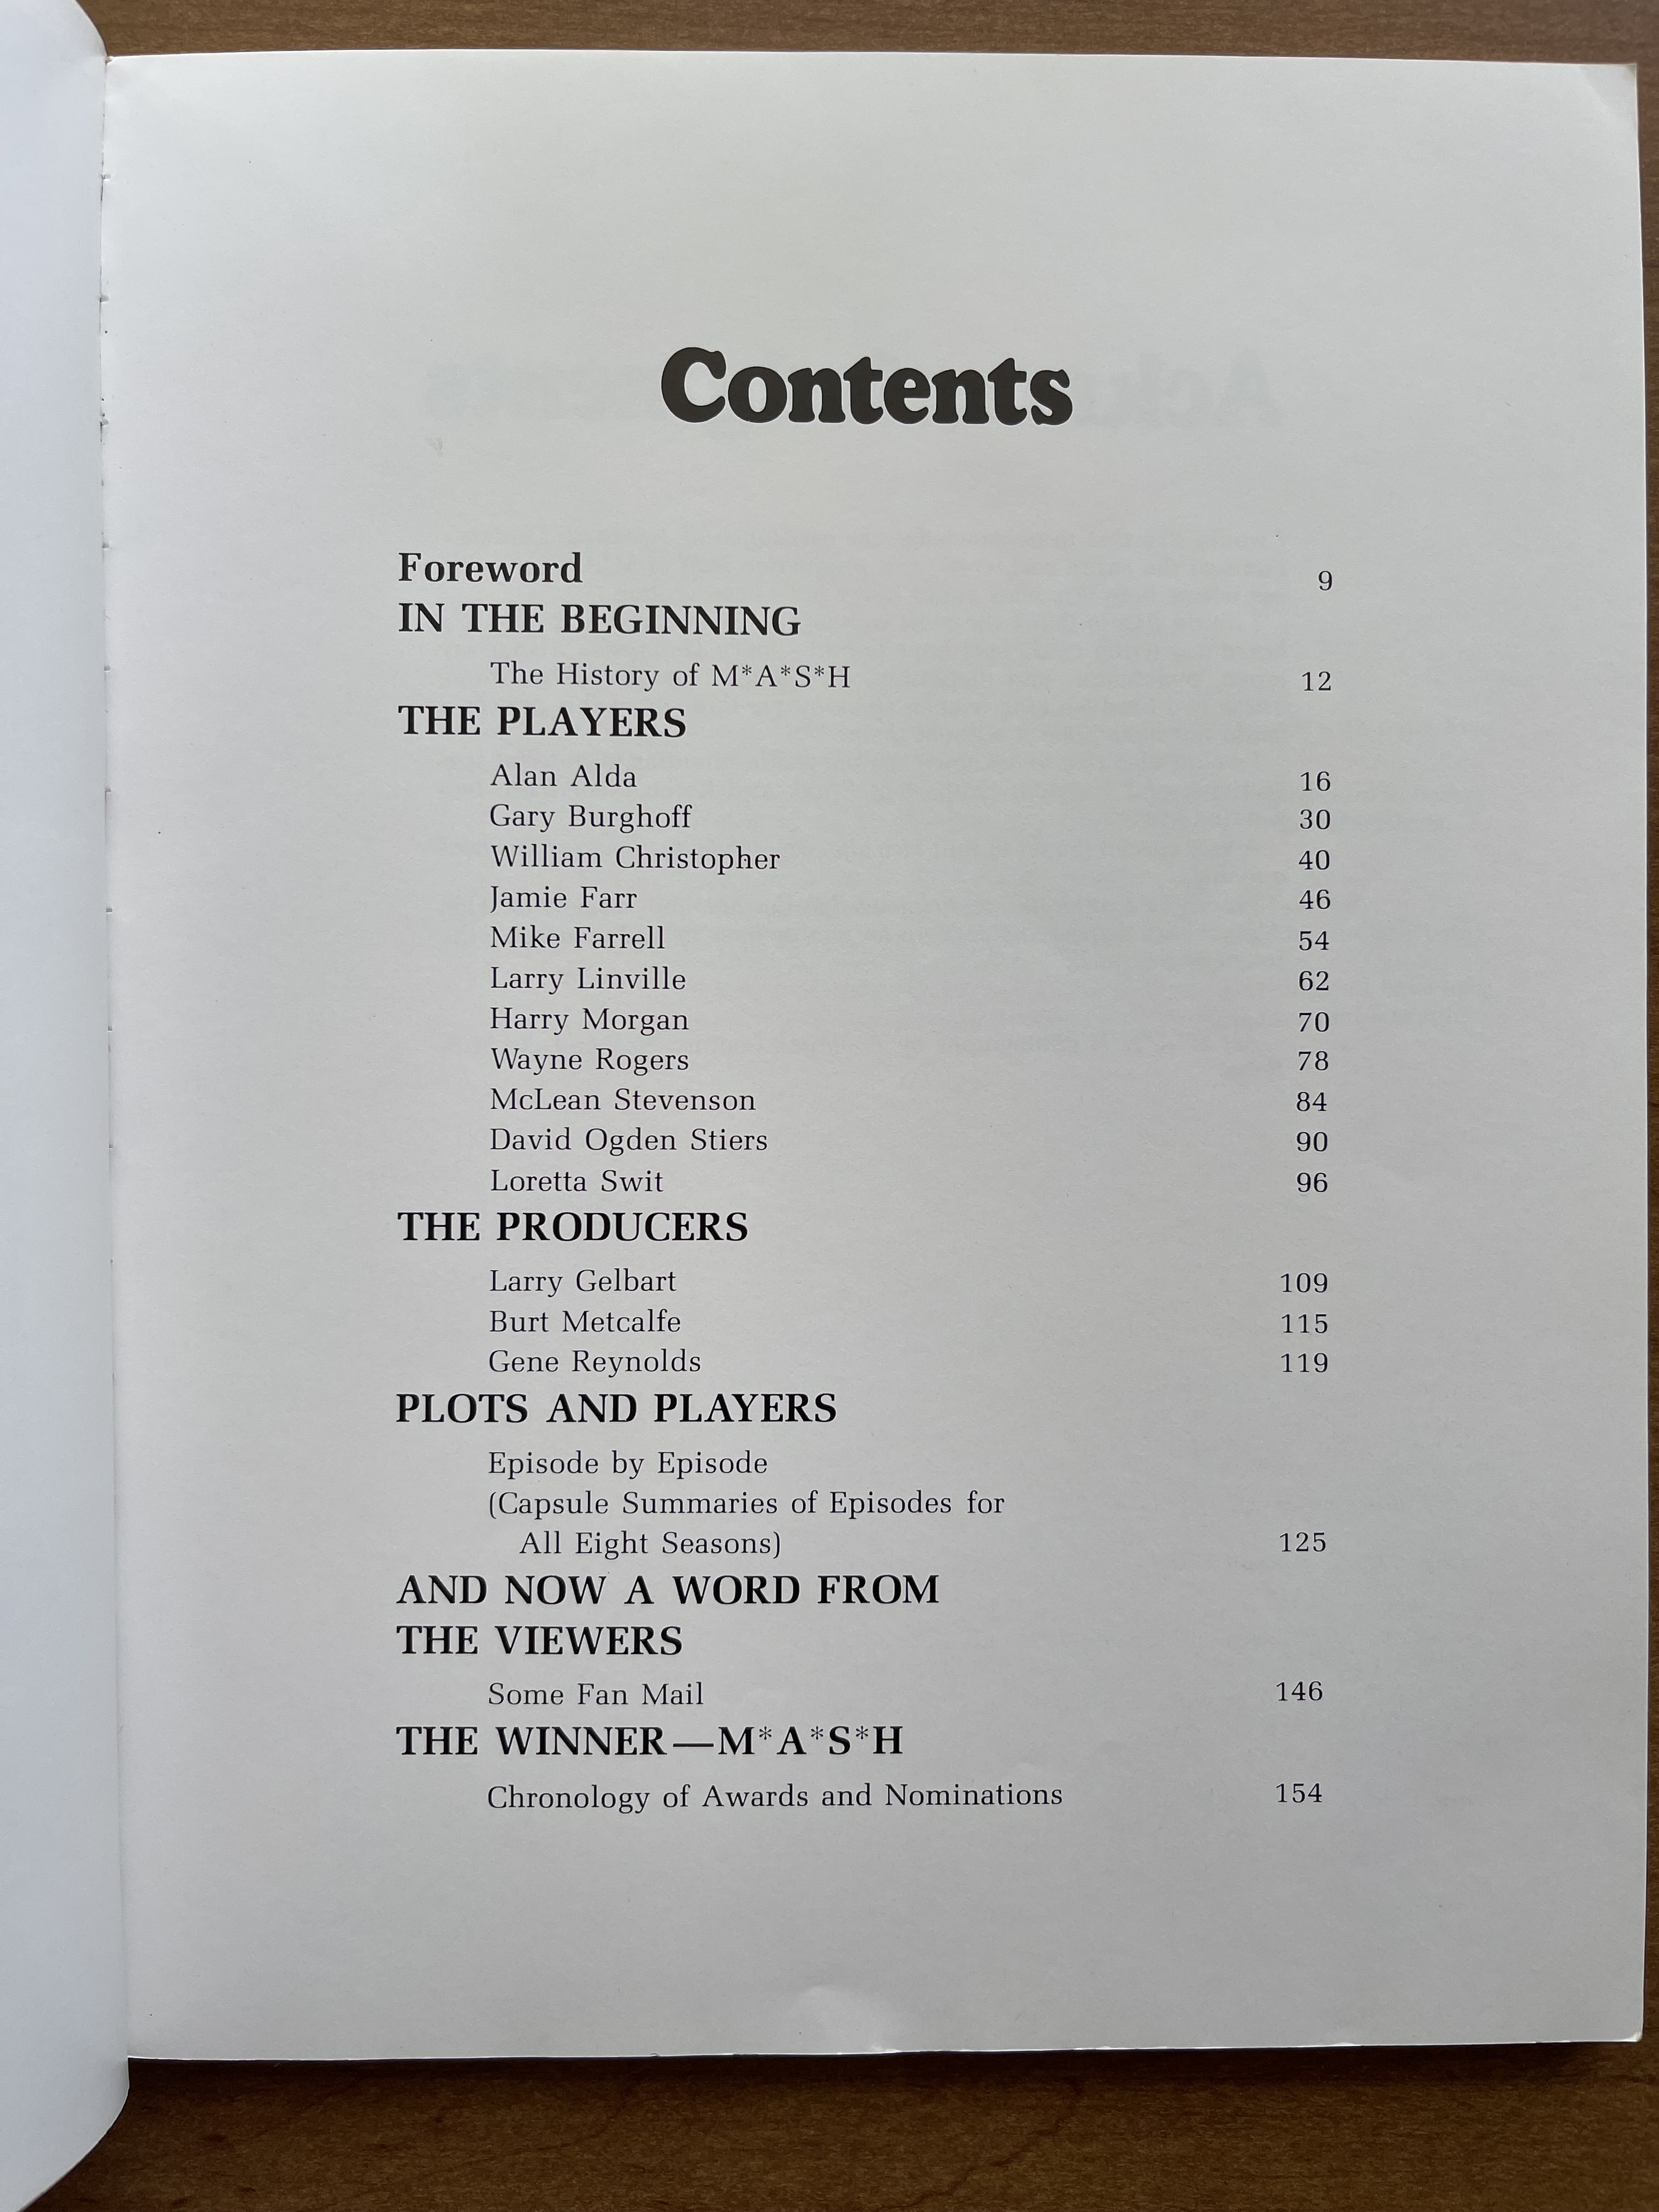 Contents
Foreword 9
IN THE BEGINNING
The History of M*A*S*H 12
THE PLAYERS
Alan Alda 16
Gary Burghoff 30
William Christopher 40
Jamie Farr 46
Mike Farrell 54
Larry Linville 62
Harry Morgan 70
Wayne Rogers 78
McLean Stevenson 84
David Ogden Stiers 90
Loretta Swit 96
THE PRODUCERS
Larry Gelbart 109
Burt Metcalfe 115
Gene Reynolds 119
PLOTS AND PLAYERS
Episode by Episode
(Capsule Summaries of Episodes for
All Eight Seasons) 125
AND NOW A WORD FROM
THE VIEWERS
Some Fan Mail 146
THE WINNER—M*A*S*H
Chronology of Awards and Nominations 154